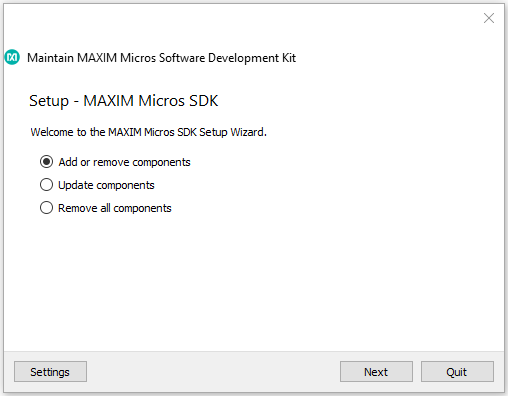 Maintain MAXIM Micros Software Development Kit
Setup - MAXIM Micros SDK
Welcome to the MAXIM Micros SDK Setup Wizard.
Add or remove components
Update components
Remove all components
Settings
Next
Quit